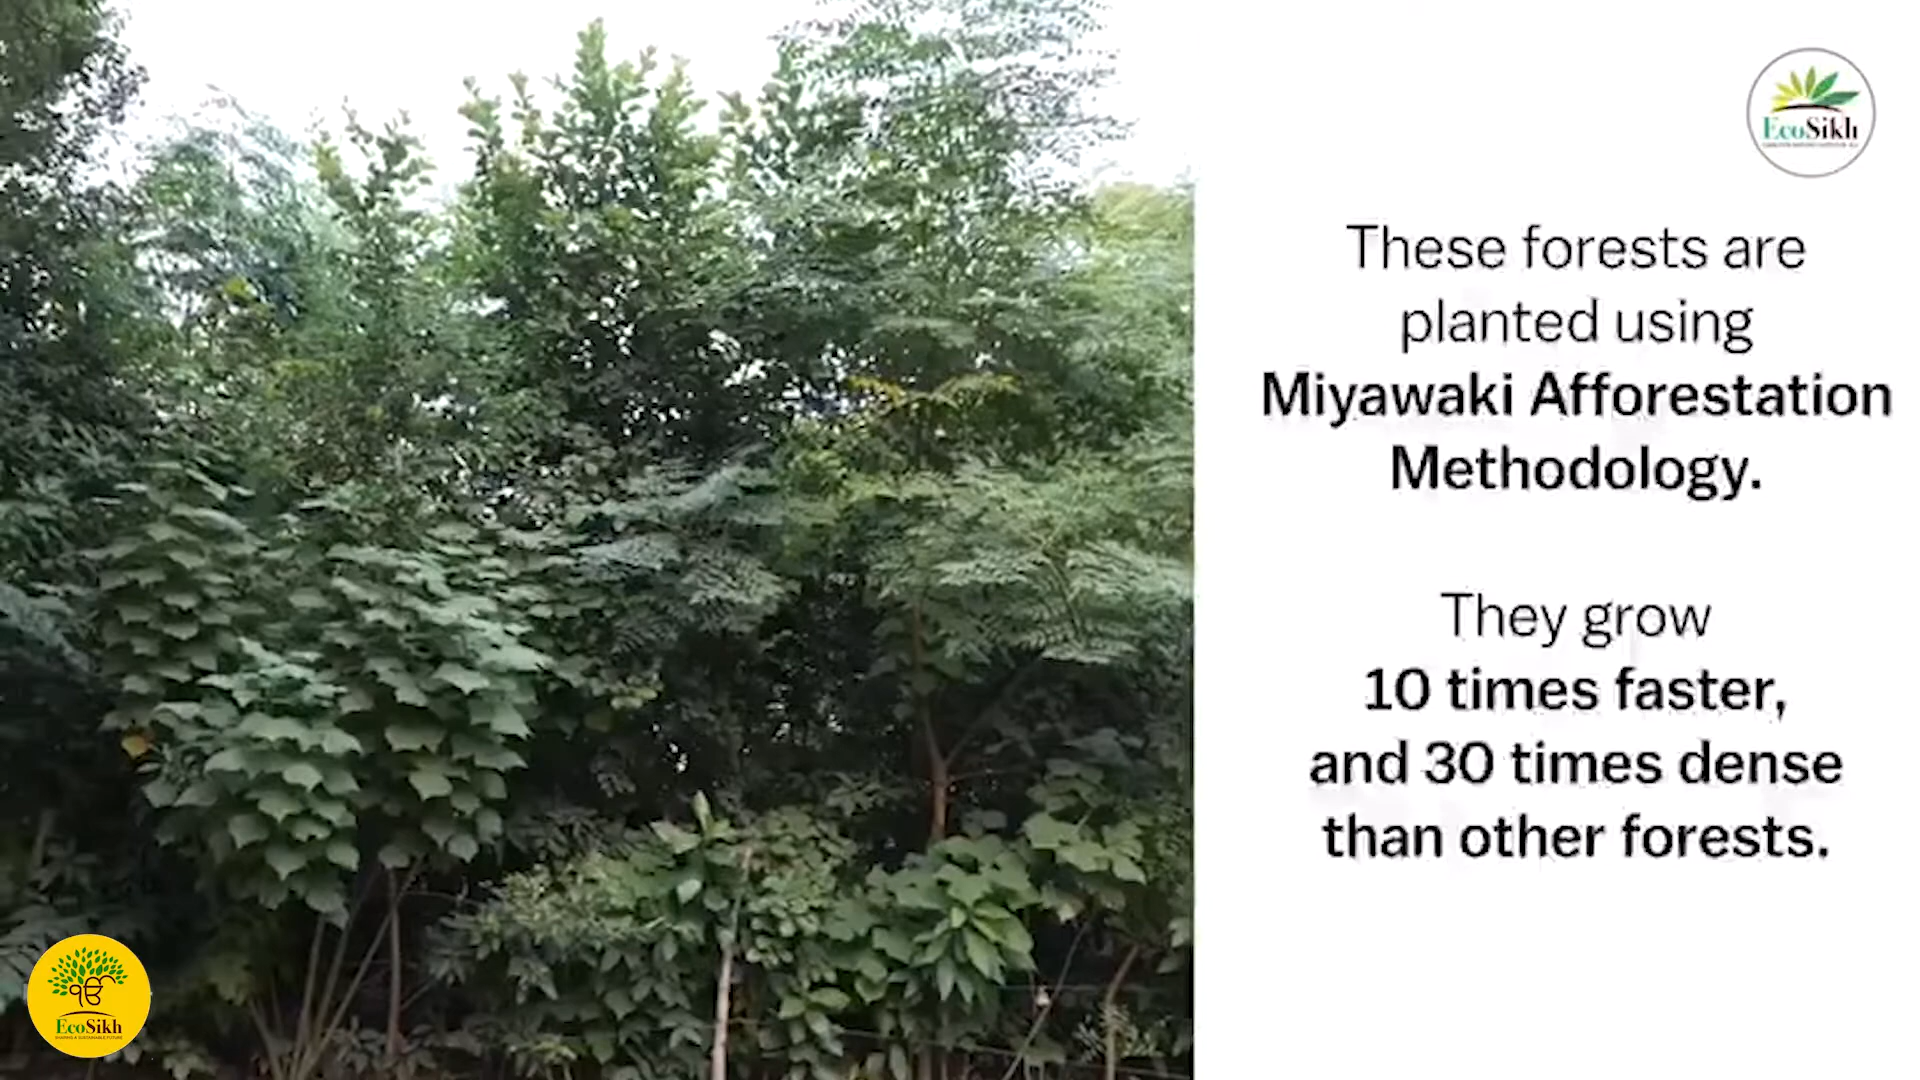 EcoSikh
These forests are
planted using
Miyawaki Afforestation
Methodology.
They grow
10 times faster,
and 30 times dense
than other forests.
ੴ
EcoSikh